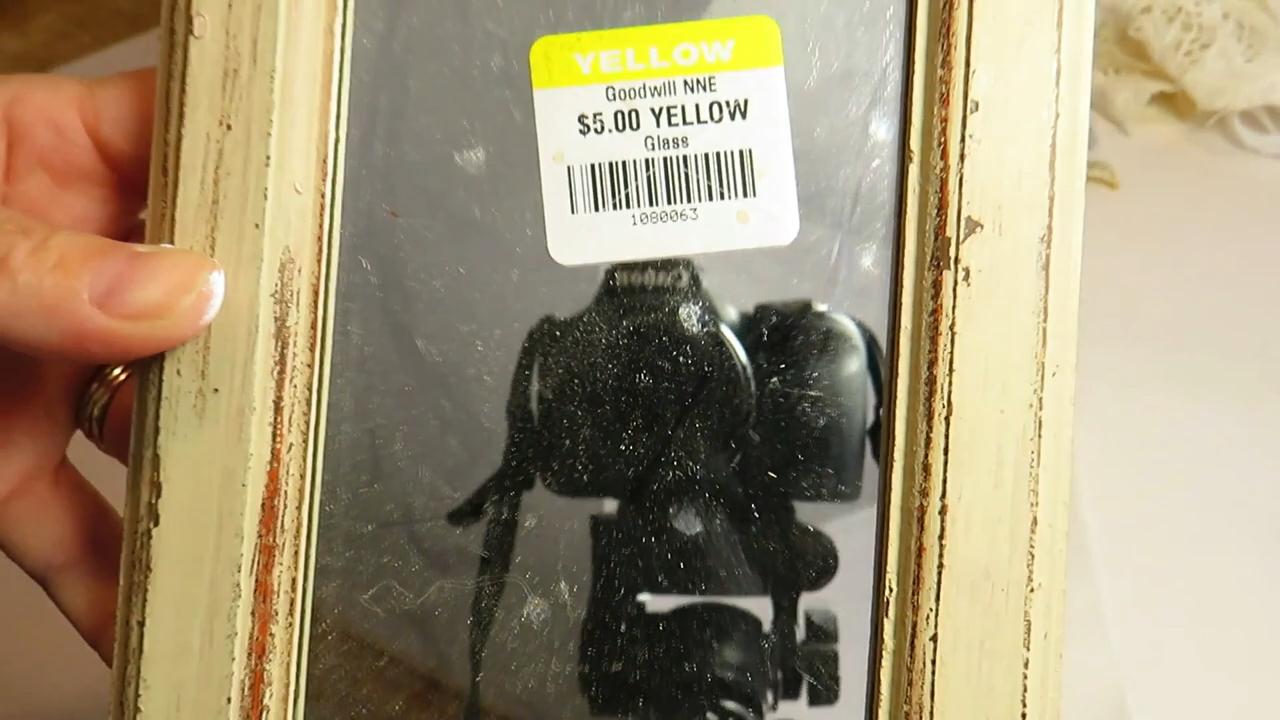 YELLOW
Goodwill NNE
$5.00 YELLOW
Glass
1080063